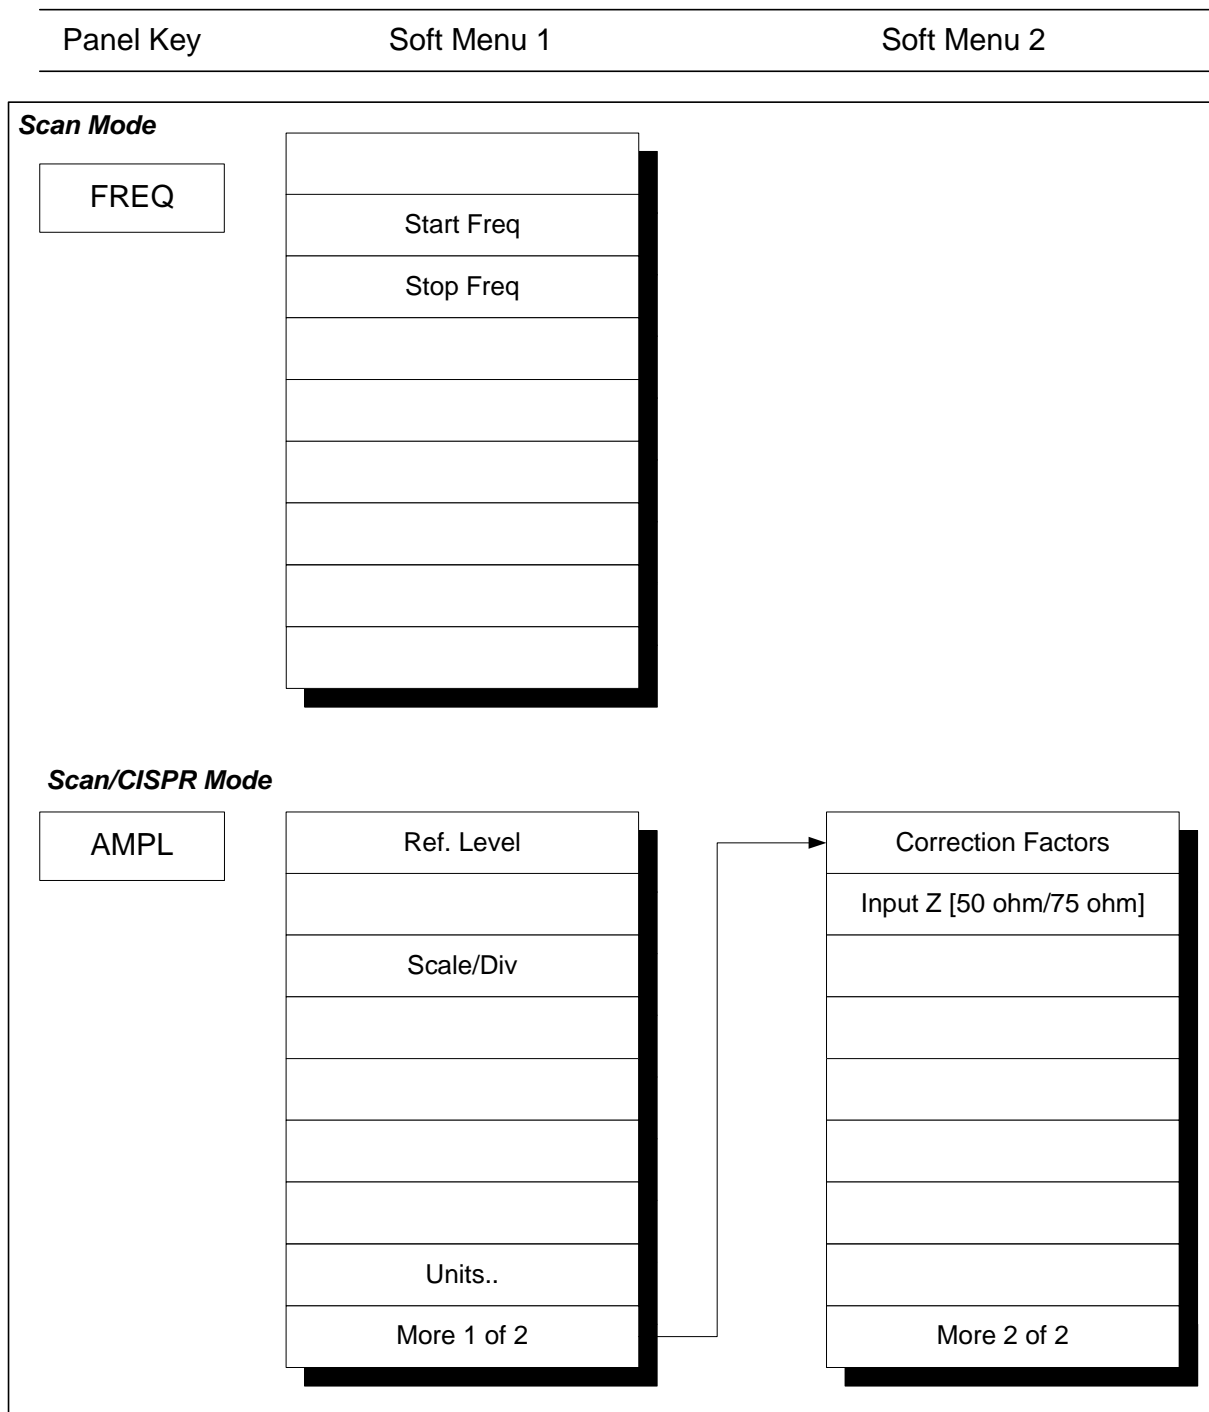 Panel Key Soft Menu 1 Soft Menu 2
Scan Mode
FREQ
Start Freq
Stop Freq
Scan/CISPR Mode
AMPL
Ref. Level
Scale/Div
Units..
More 1 of 2
Correction Factors
Input Z [50 ohm/75 ohm]
More 2 of 2